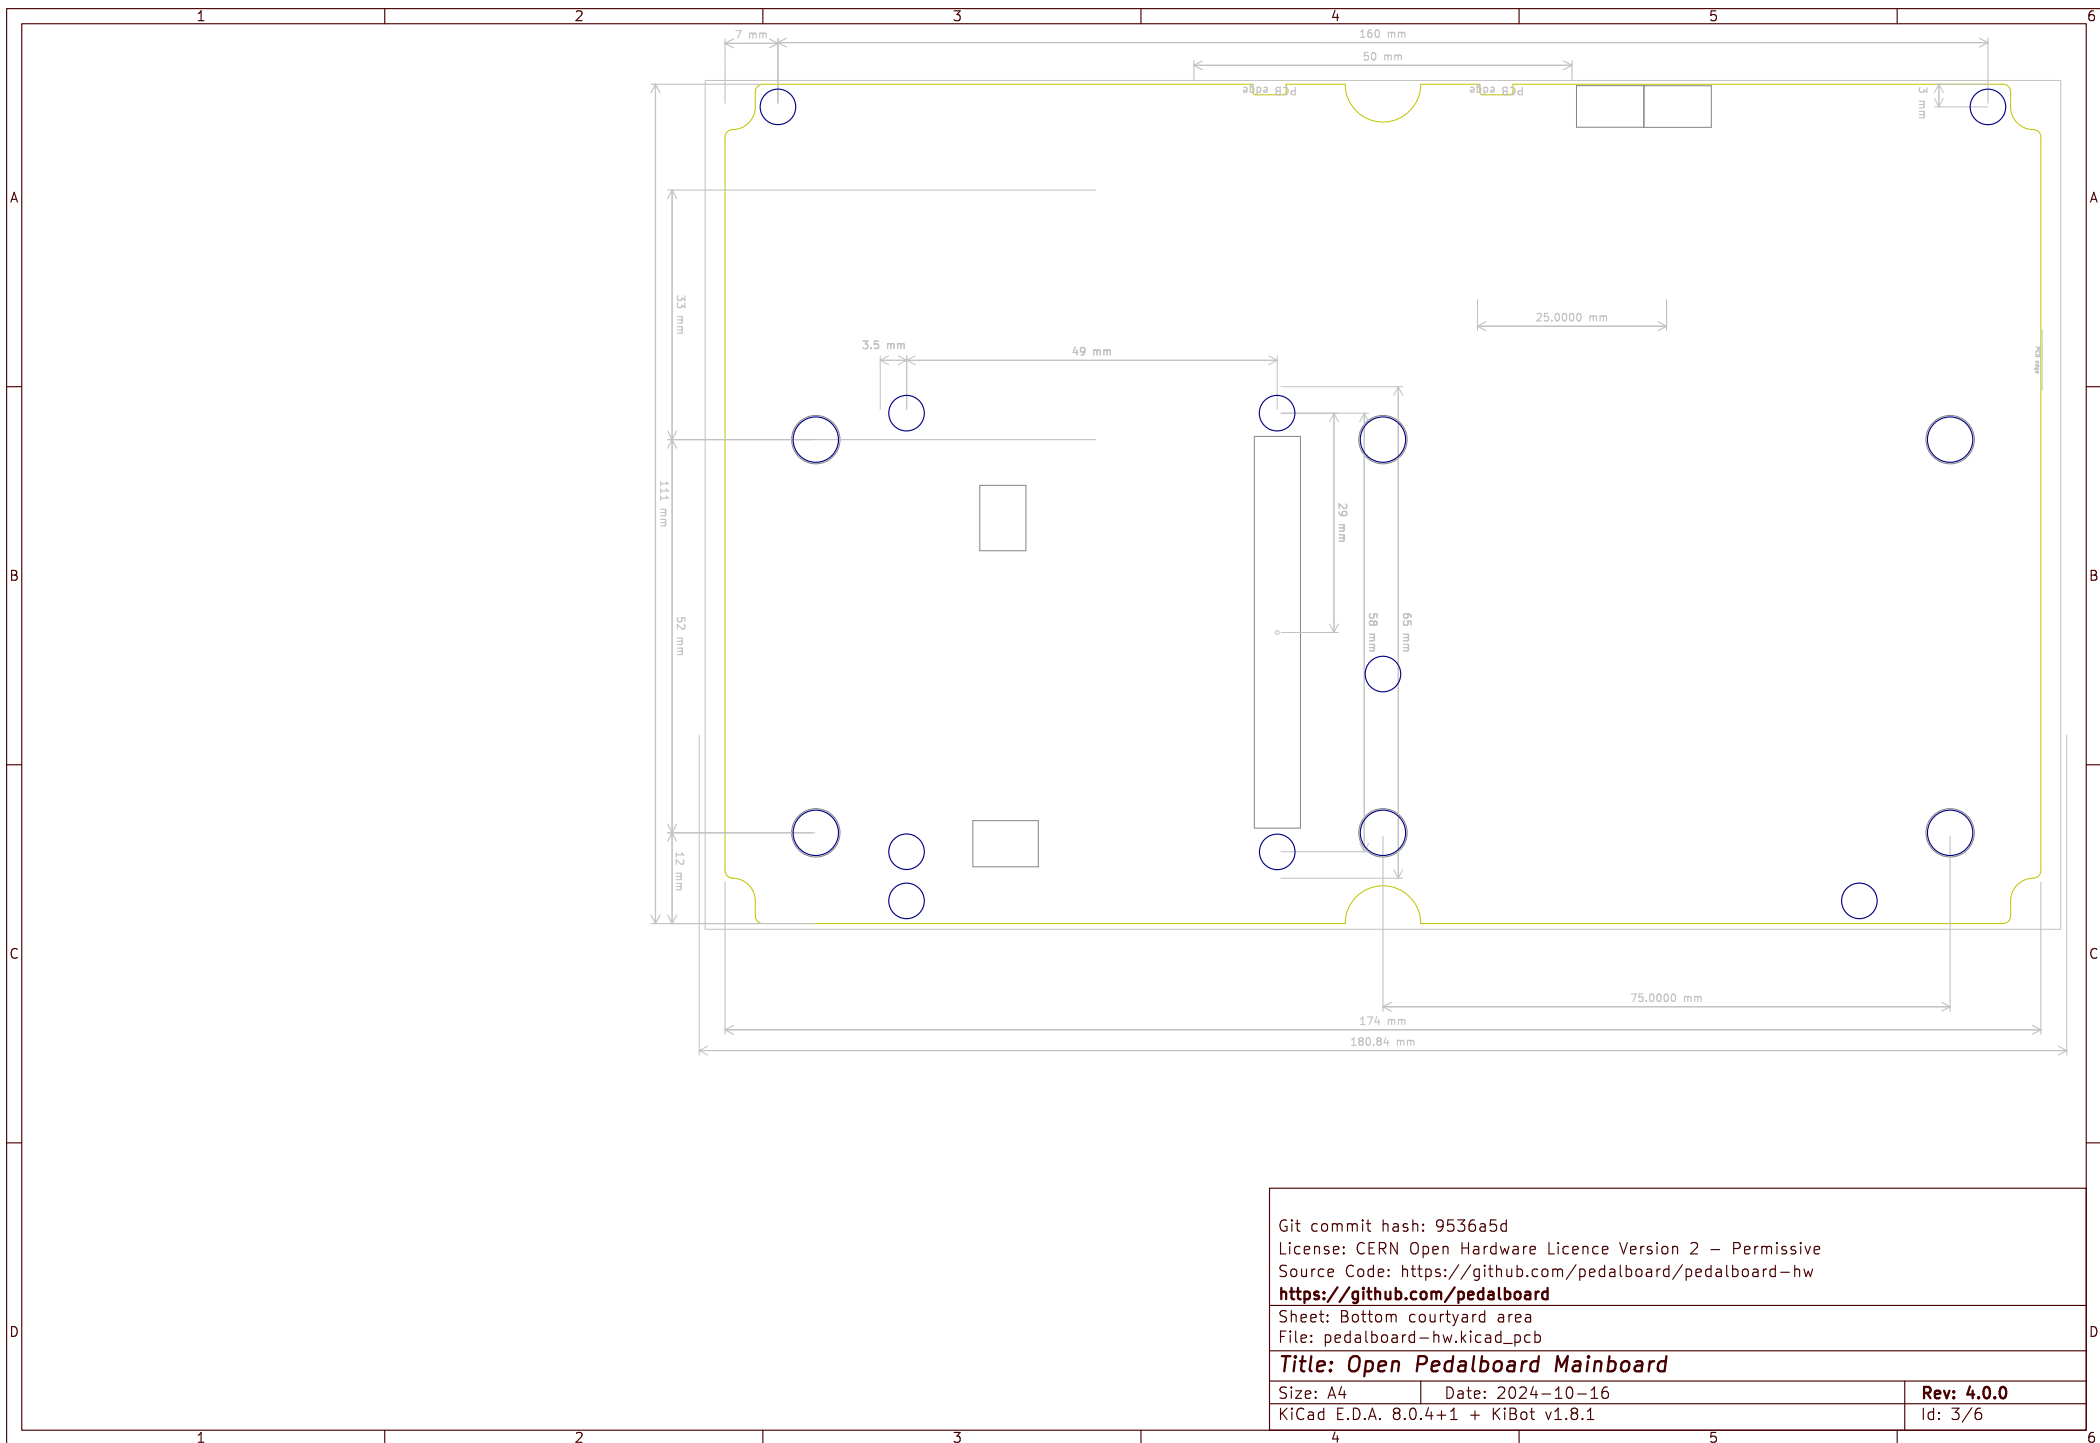 1 2 3 4 5 6
7 mm 160 mm
50 mm
PCB edge PCB edge
3 mm
A A
33 mm
25.0000 mm
3.5 mm 49 mm
PCB edge
111 mm
29 mm
B B
52 mm
58 mm
65 mm
12 mm
C C
75.0000 mm
174 mm
180.84 mm
Git commit hash: 9536a5d
License: CERN Open Hardware Licence Version 2 - Permissive
Source Code: https://github.com/pedalboard/pedalboard-hw
https://github.com/pedalboard
Sheet: Bottom courtyard area
File: pedalboard-hw.kicad_pcb
D D
Title: Open Pedalboard Mainboard
Size: A4 Date: 2024-10-16 Rev: 4.0.0
KiCad E.D.A. 8.0.4+1 + KiBot v1.8.1 Id: 3/6
1 2 3 4 5 6